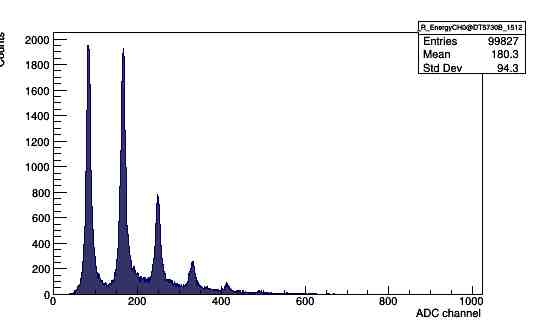 _R_EnergyCH0@DT5730B_1512
Entries 99827
Mean 180.3
Std Dev 94.3
Counts
2000
1800
1600
1400
1200
1000
800
600
400
200
0
0 200 400 600 800 1000
ADC channel